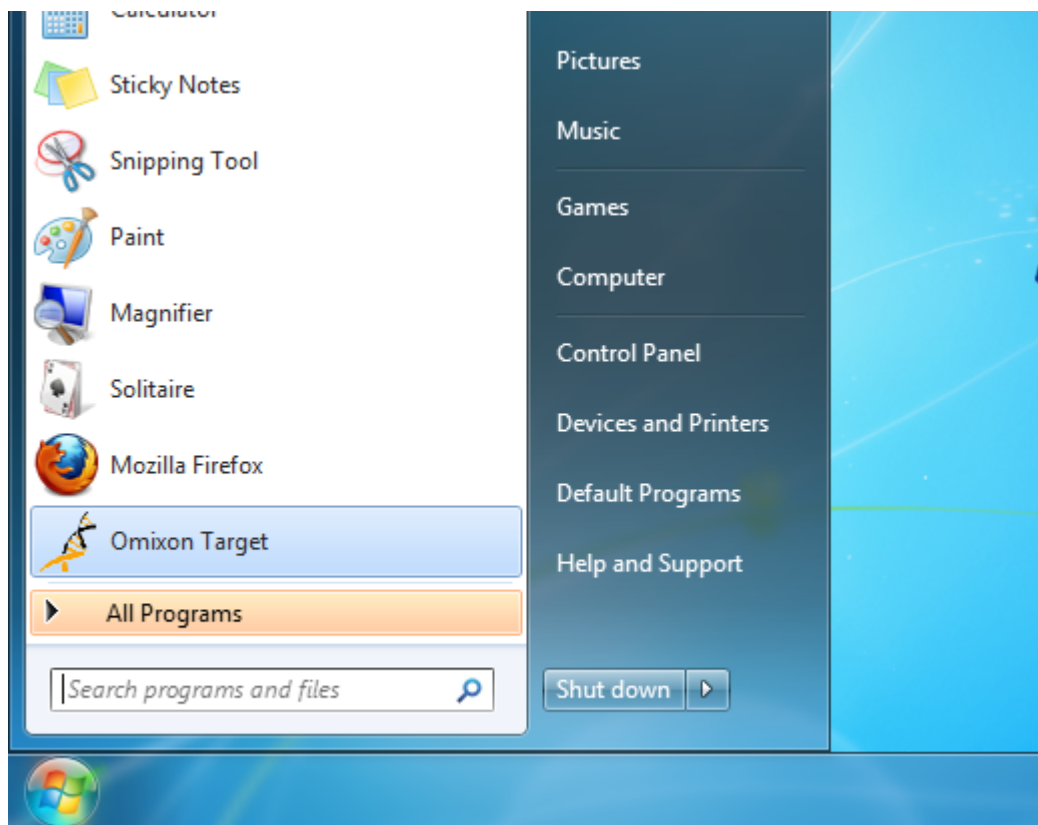 Calculator
Sticky Notes
Snipping Tool
Paint
Magnifier
Solitaire
Mozilla Firefox
Omixon Target
All Programs
Search programs and files
Pictures
Music
Games
Computer
Control Panel
Devices and Printers
Default Programs
Help and Support
Shut down